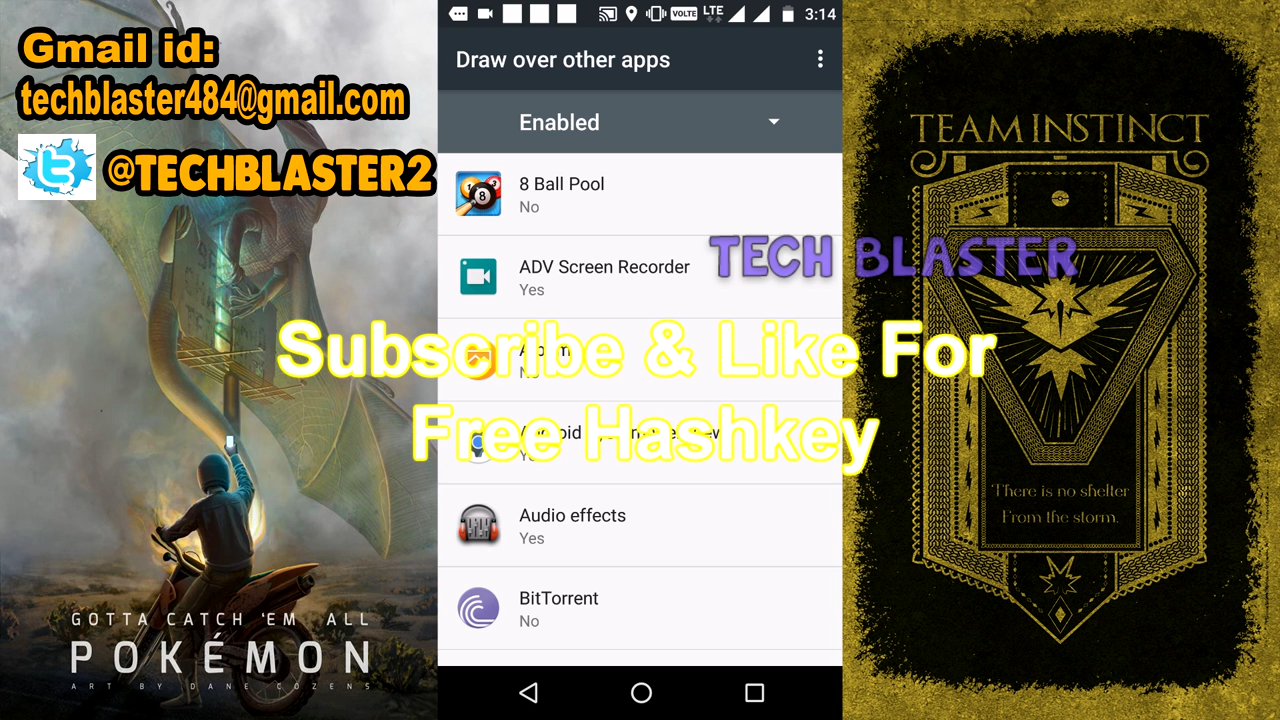 Gmail id:
techblaster484@gmail.com
@TECHBLASTER2
GOTTA CATCH 'EM ALL
POKÉMON
ART BY DANE COZENS
VOLTE
LTE
3:14
Draw over other apps
Enabled
8 Ball Pool
No
ADV Screen Recorder
Yes
TECH BLASTER
Subscribe & Like For
Free Hashkey
Audio effects
Yes
BitTorrent
No
TEAM INSTINCT
There is no shelter
From the storm.